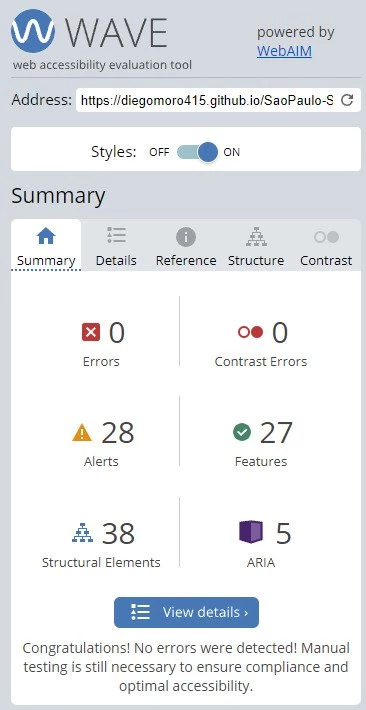 WAVE
powered by
WebAIM
web accessibility evaluation tool
Address: https://diegomoro415.github.io/SaoPaulo-S
Styles: OFF ON
Summary
Summary Details Reference Structure Contrast
0 0
Errors Contrast Errors
28 27
Alerts Features
38 5
Structural Elements ARIA
View details ›
Congratulations! No errors were detected! Manual
testing is still necessary to ensure compliance and
optimal accessibility.